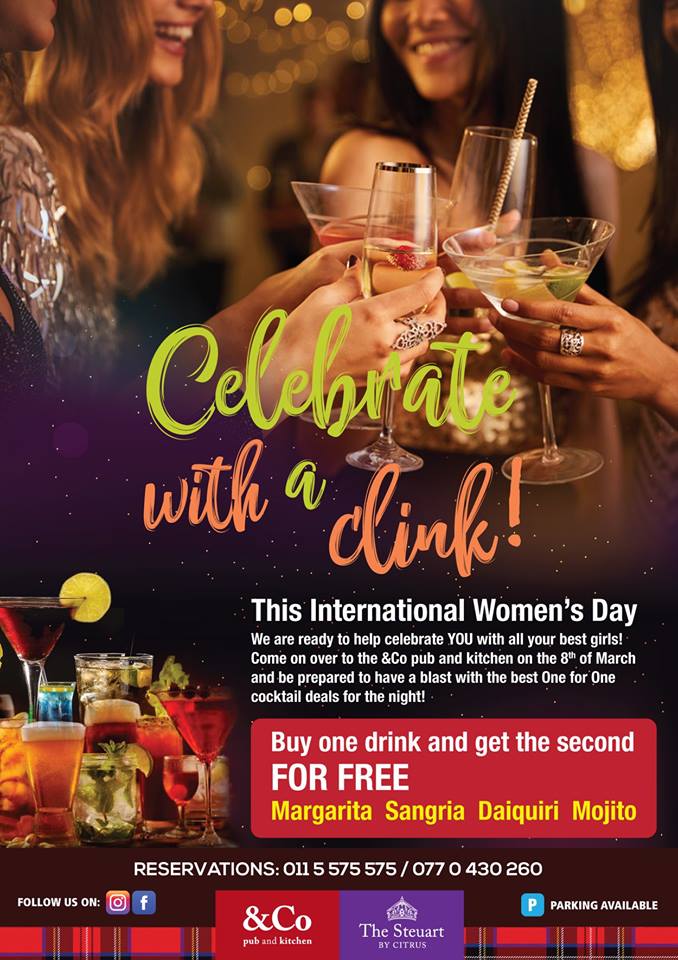 Celebrate
with a
clink!
This International Women's Day
We are ready to help celebrate YOU with all your best girls!
Come on over to the &Co pub and kitchen on the 8th of March
and be prepared to have a blast with the best One for One
cocktail deals for the night!
Buy one drink and get the second
FOR FREE
Margarita Sangria Daiquiri Mojito
RESERVATIONS: 011 5 575 575 / 077 0 430 260
FOLLOW US ON:
&Co
pub and kitchen
The Steuart
BY CITRUS
P PARKING AVAILABLE